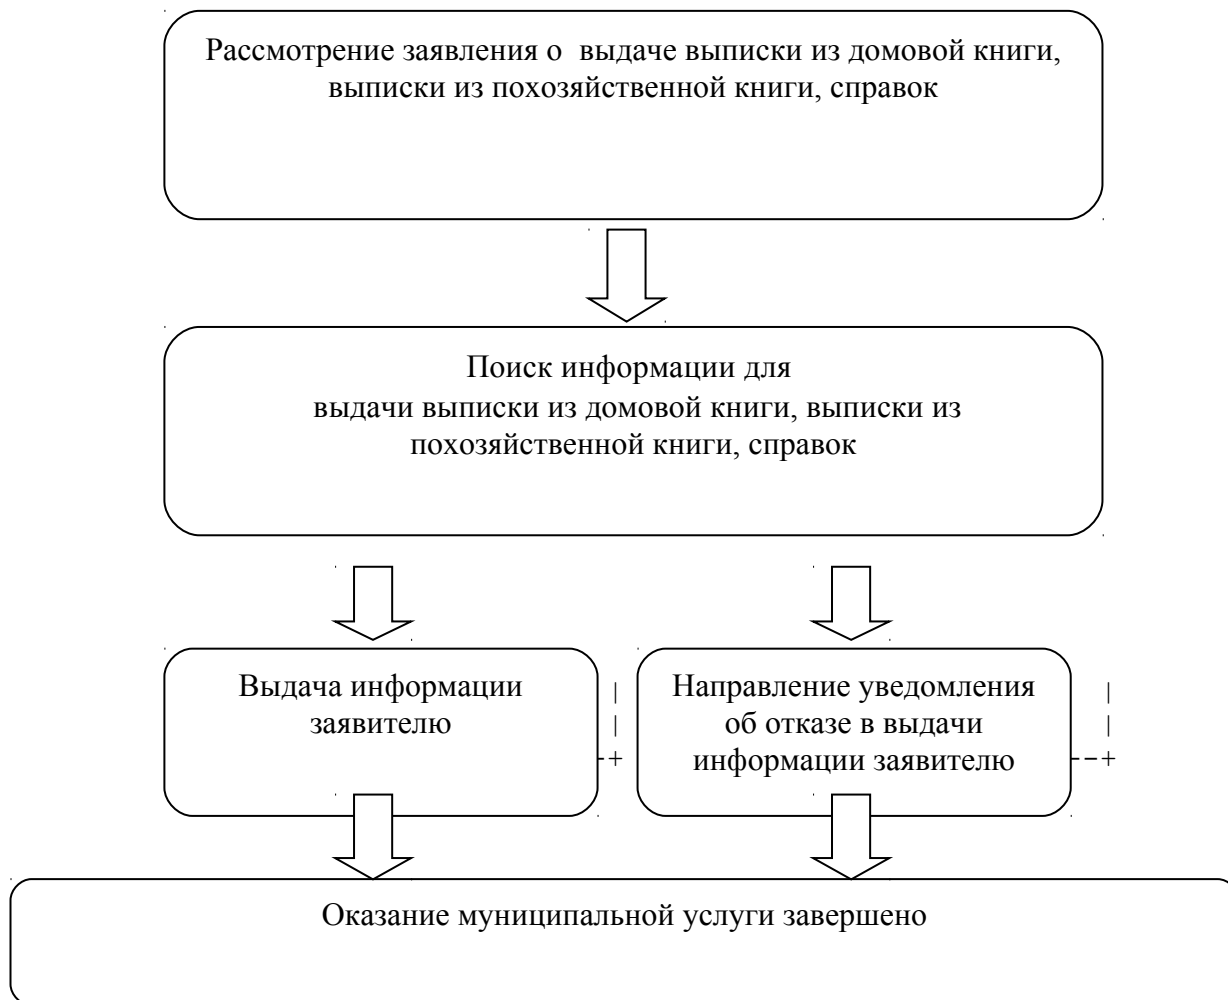 Рассмотрение заявления о  выдаче выписки из домовой книги,
выписки из похозяйственной книги, справок
Поиск информации для
выдачи выписки из домовой книги, выписки из
похозяйственной книги, справок
Выдача информации
заявителю
Направление уведомления
об отказе в выдачи
информации заявителю
Оказание муниципальной услуги завершено